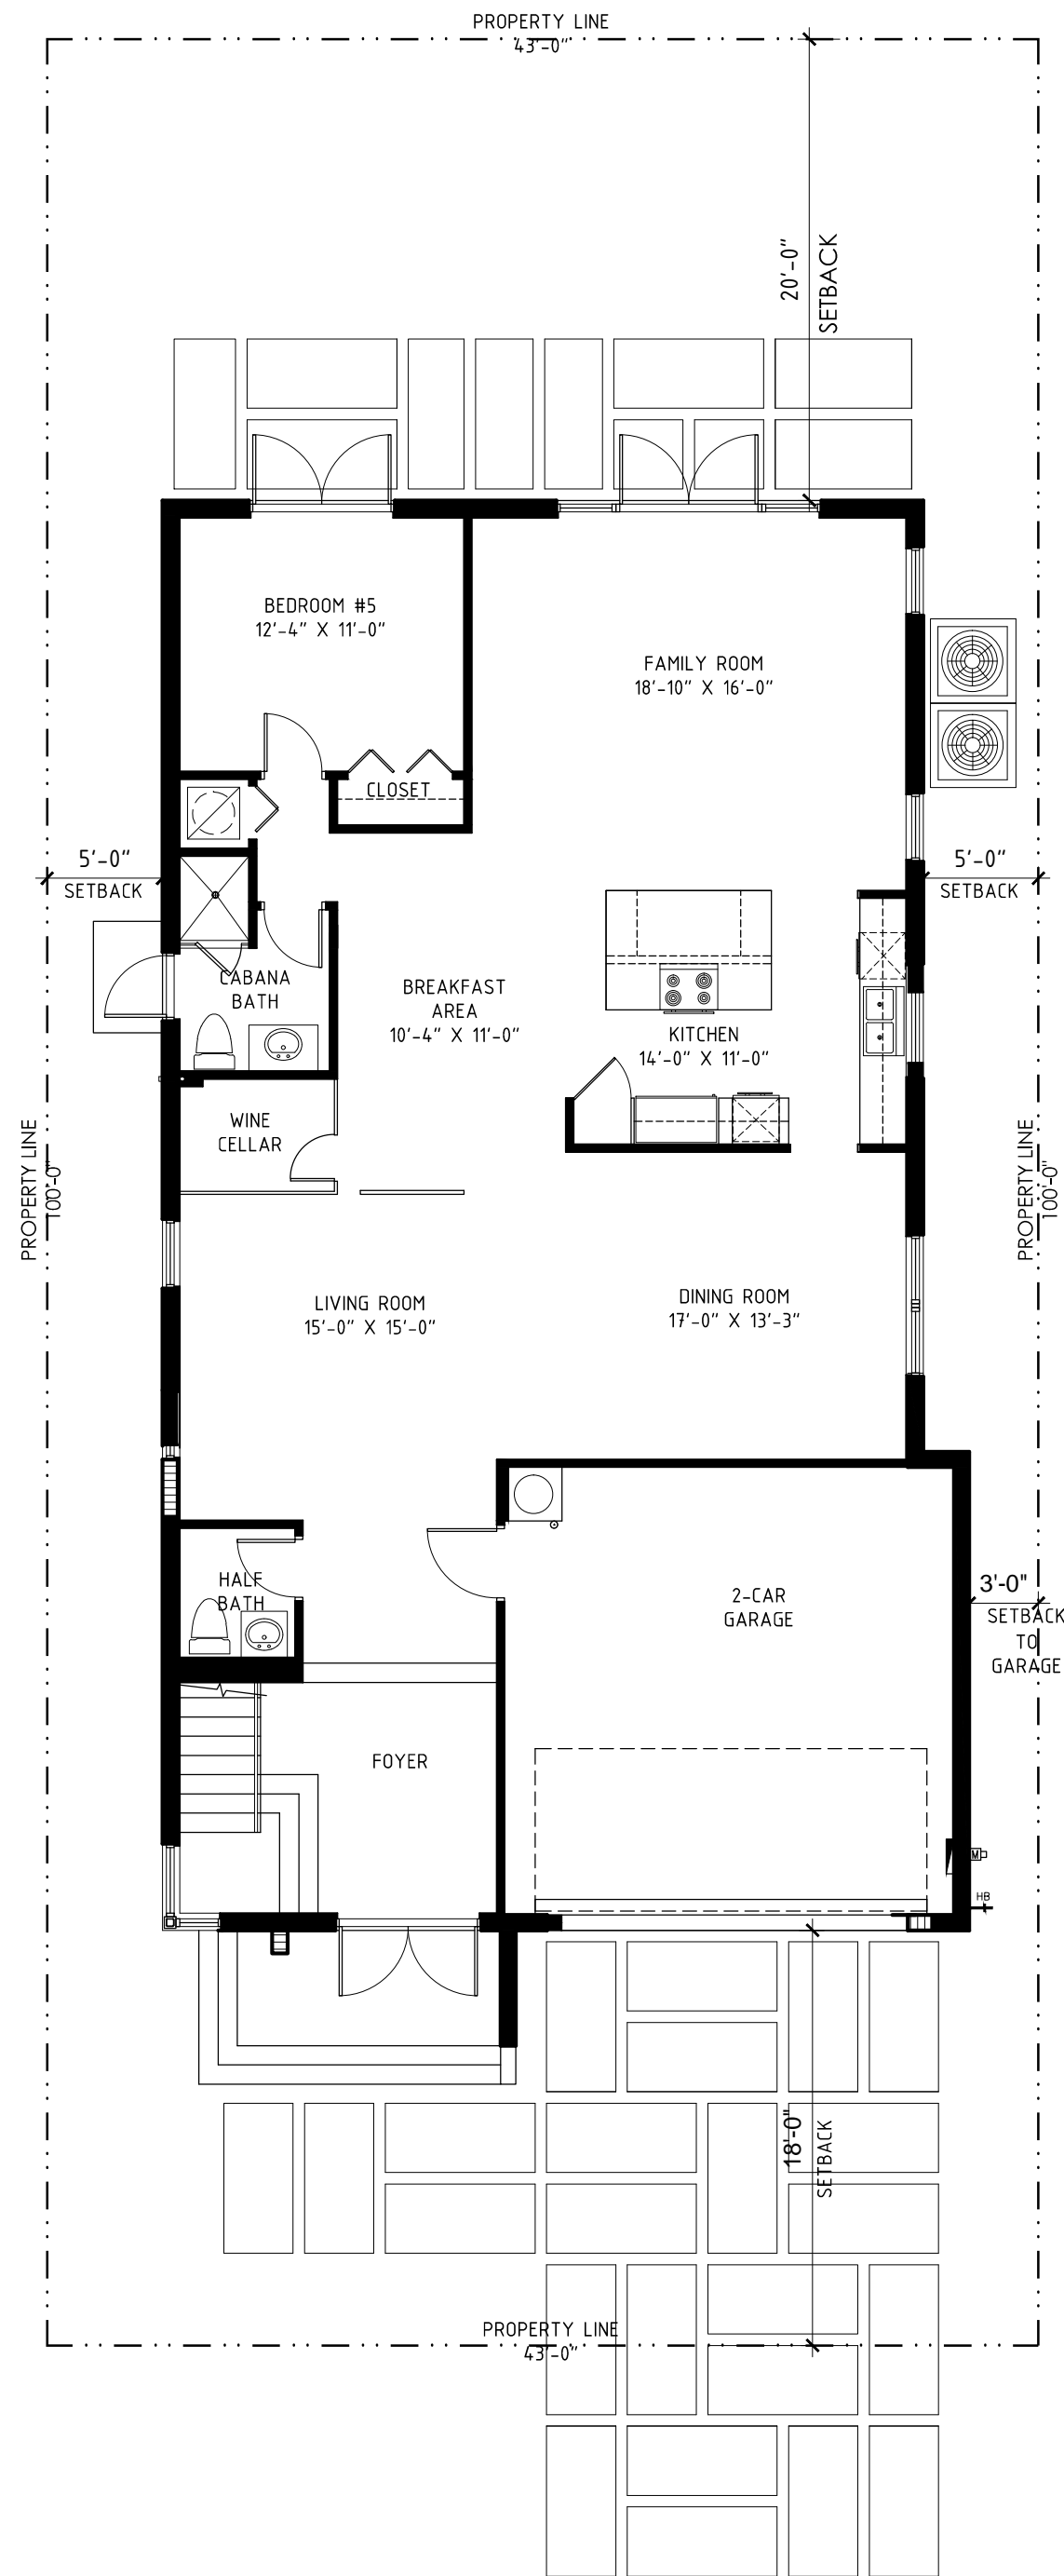 PROPERTY LINE
43'-0"
20'-0"
SETBACK
BEDROOM #5
12'-4" X 11'-0"
FAMILY ROOM
18'-10" X 16'-0"
CLOSET
5'-0"
SETBACK
5'-0"
SETBACK
CABANA
BATH
BREAKFAST
AREA
10'-4" X 11'-0"
KITCHEN
14'-0" X 11'-0"
WINE
CELLAR
PROPERTY LINE
100'-0"
PROPERTY LINE
100'-0"
LIVING ROOM
15'-0" X 15'-0"
DINING ROOM
17'-0" X 13'-3"
HALF
BATH
2-CAR
GARAGE
3'-0"
SETBACK
TO
GARAGE
FOYER
M
HB
18'-0"
SETBACK
PROPERTY LINE
43'-0"